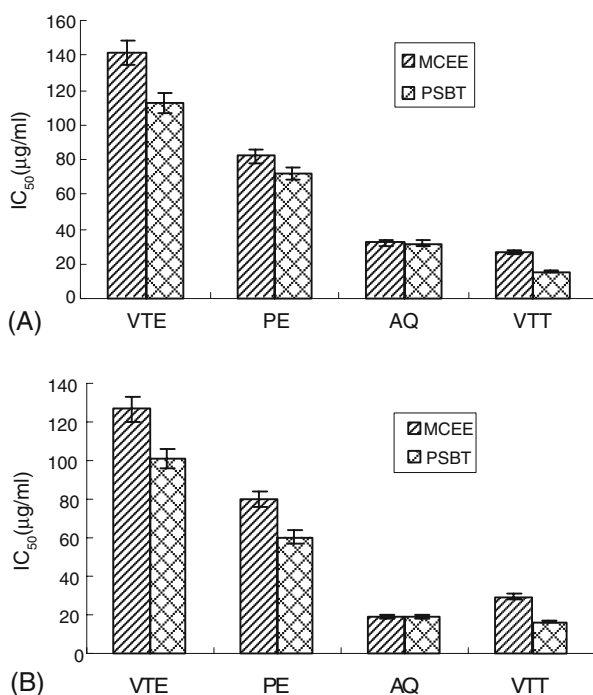 160
140
120
100
80
60
40
20
0
IC50(µg/ml)
MCEE
PSBT
(A)
VTE PE AQ VTT
140
120
100
80
60
40
20
0
IC50(µg/ml)
MCEE
PSBT
(B)
VTE PE AQ VTT